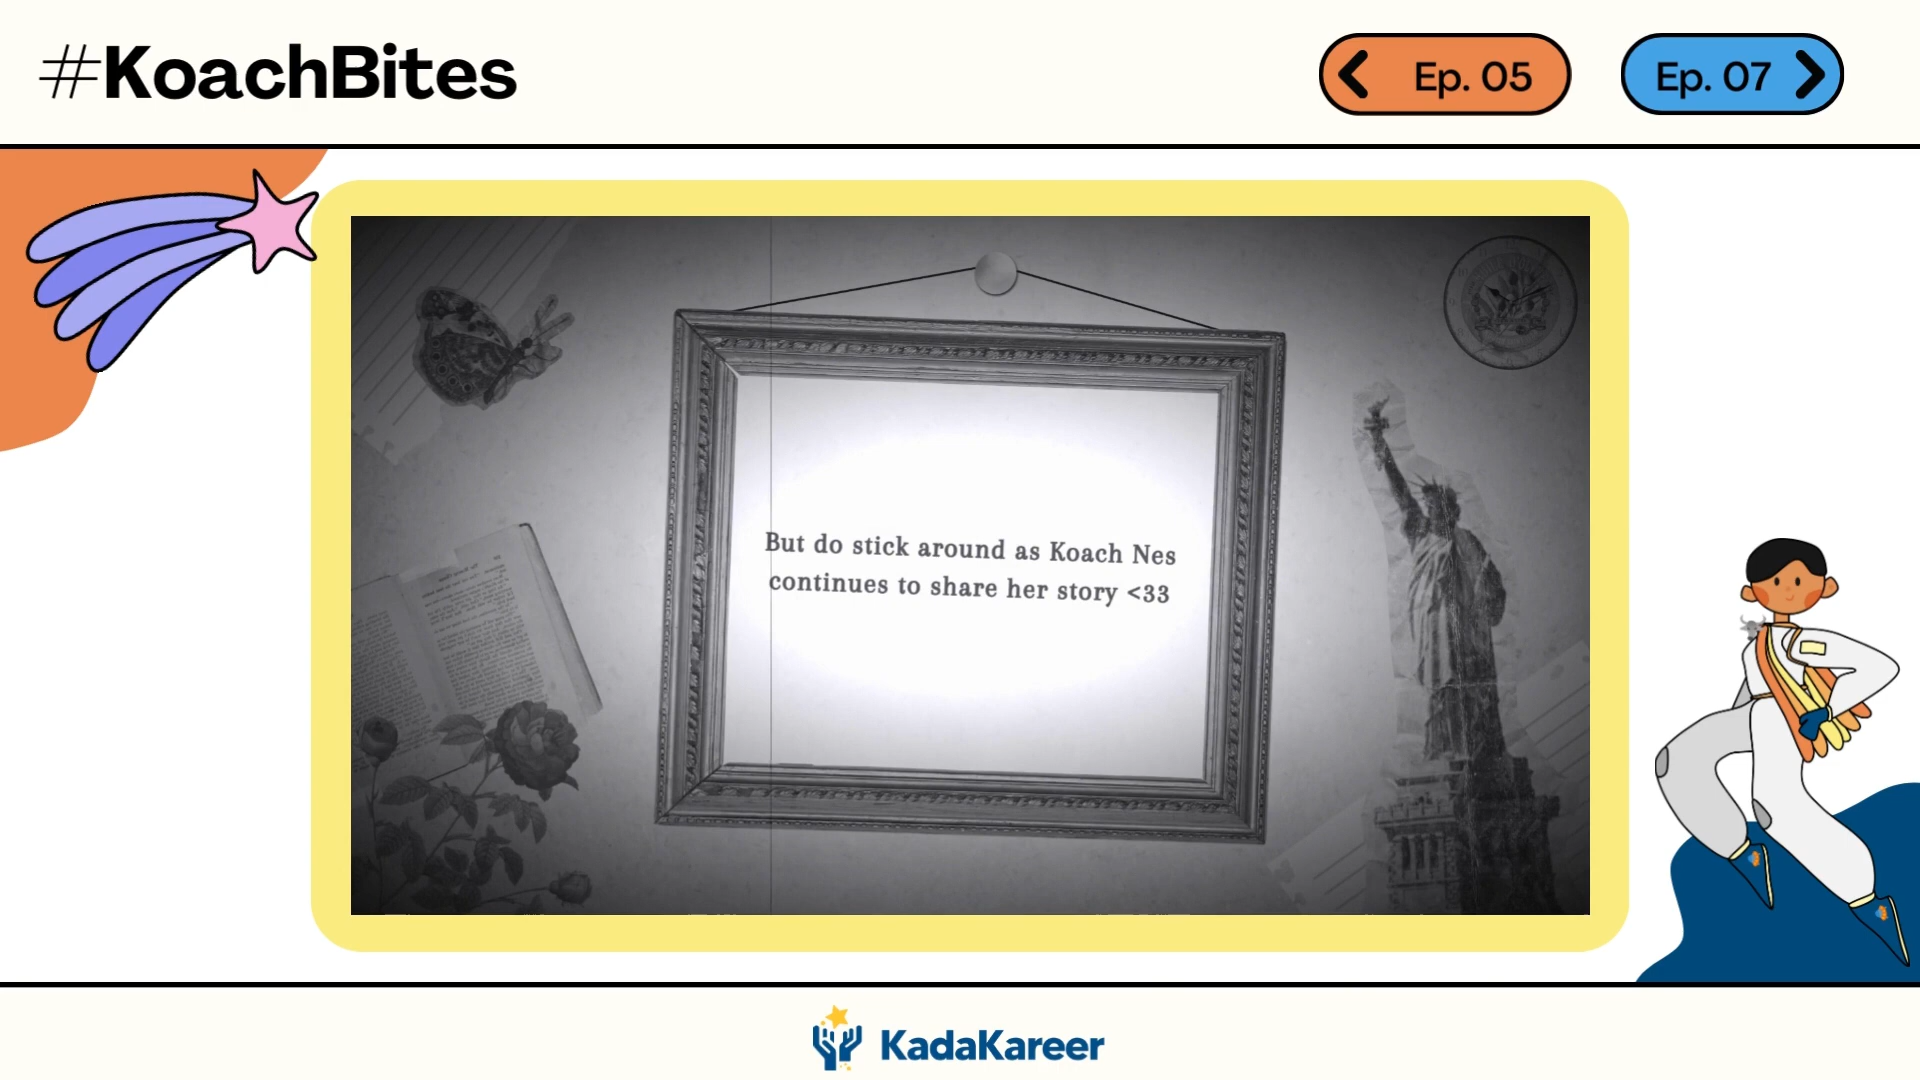 #KoachBites
Ep. 05
Ep. 07
But do stick around as Koach Nes
continues to share her story <33
KadaKareer